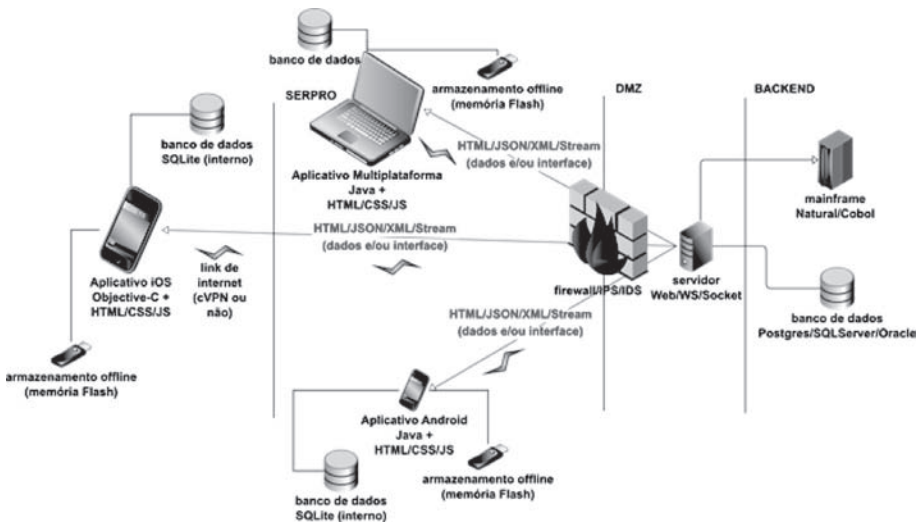 banco de dados
armazenamento offline
(memória Flash)
SERPRO
DMZ
BACKEND
banco de dados
SQLite (interno)
HTML/JSON/XML/Stream
(dados e/ou interface)
Aplicativo Multiplataforma
Java +
HTML/CSS/JS
mainframe
Natural/Cobol
HTML/JSON/XML/Stream
(dados e/ou interface)
Aplicativo iOS
Objective-C +
HTML/CSS/JS
link de
internet
(cVPN ou
não)
firewall/IPS/IDS
servidor
Web/WS/Socket
HTML/JSON/XML/Stream
(dados e/ou interface)
banco de dados
Postgres/SQLServer/Oracle
armazenamento offline
(memória Flash)
Aplicativo Android
Java +
HTML/CSS/JS
armazenamento offline
(memória Flash)
banco de dados
SQLite (interno)